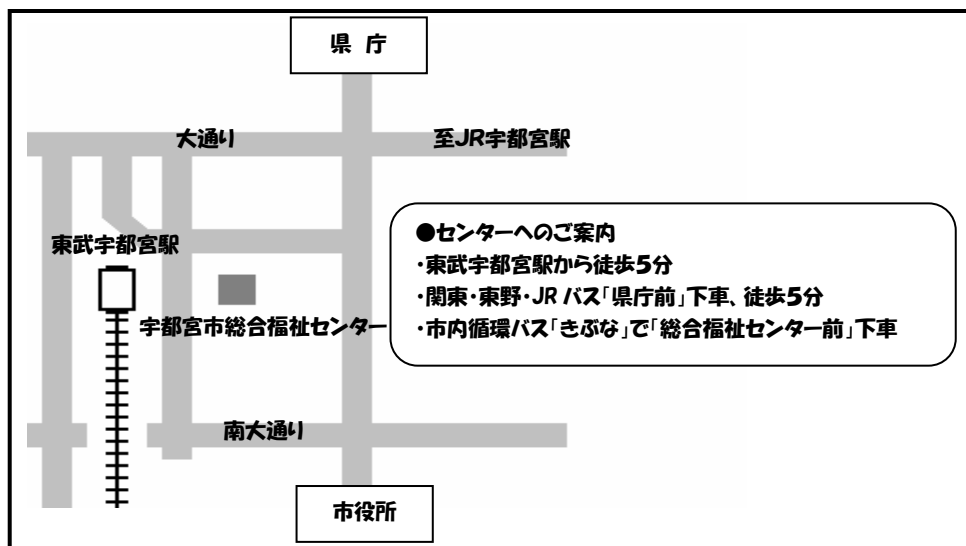 県 庁
大通り
至JR宇都宮駅
東武宇都宮駅
●センターへのご案内
・東武宇都宮駅から徒歩5分
・関東・東野・JR バス「県庁前」下車、徒歩5分
・市内循環バス「きぶな」で「総合福祉センター前」下車
宇都宮市総合福祉センター
南大通り
市役所